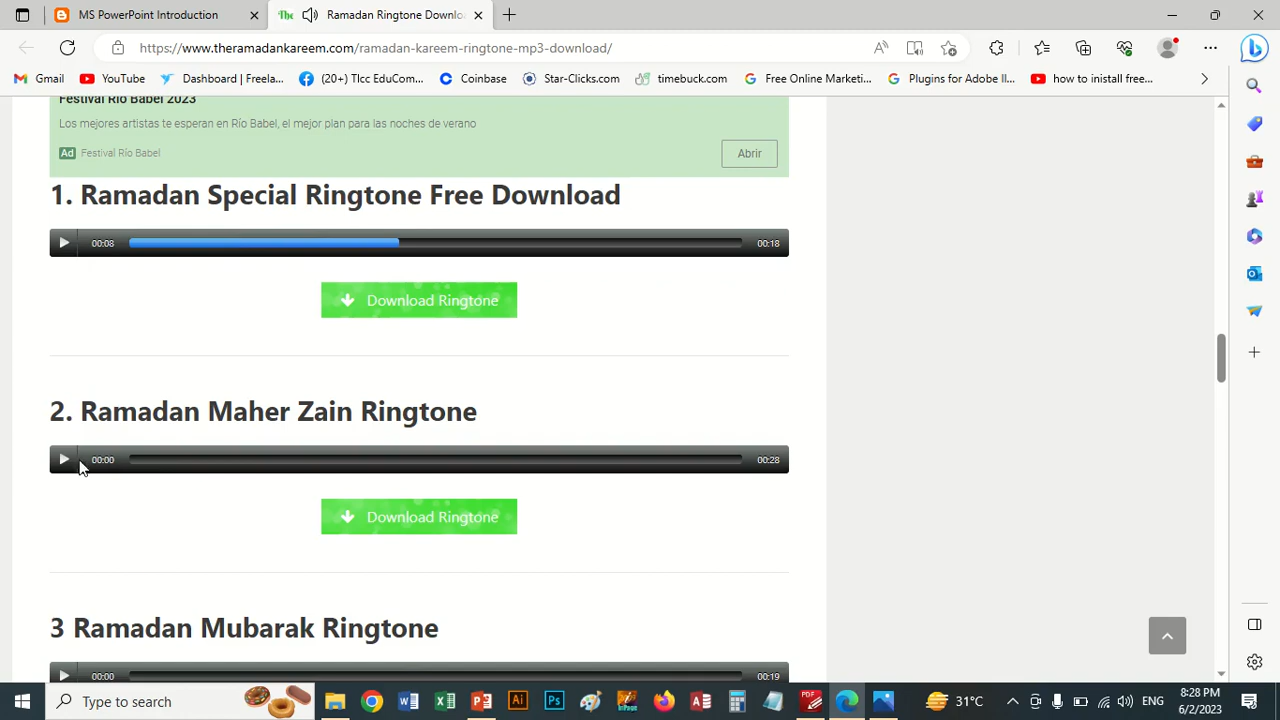 MS PowerPoint Introduction
Ramadan Ringtone Downlo
https://www.theramadankareem.com/ramadan-kareem-ringtone-mp3-download/
Gmail
YouTube
Dashboard | Freela...
(20+) Tlcc EduCom...
Coinbase
Star-Clicks.com
timebuck.com
Free Online Marketi...
Plugins for Adobe Il...
how to inistall free...
Festival Río Babel 2023
Los mejores artistas te esperan en Río Babel, el mejor plan para las noches de verano
Ad Festival Río Babel
Abrir
1. Ramadan Special Ringtone Free Download
00:08 00:18
Download Ringtone
2. Ramadan Maher Zain Ringtone
00:00 00:28
Download Ringtone
3 Ramadan Mubarak Ringtone
00:00 00:19
Type to search
31°C
ENG
8:28 PM
6/2/2023